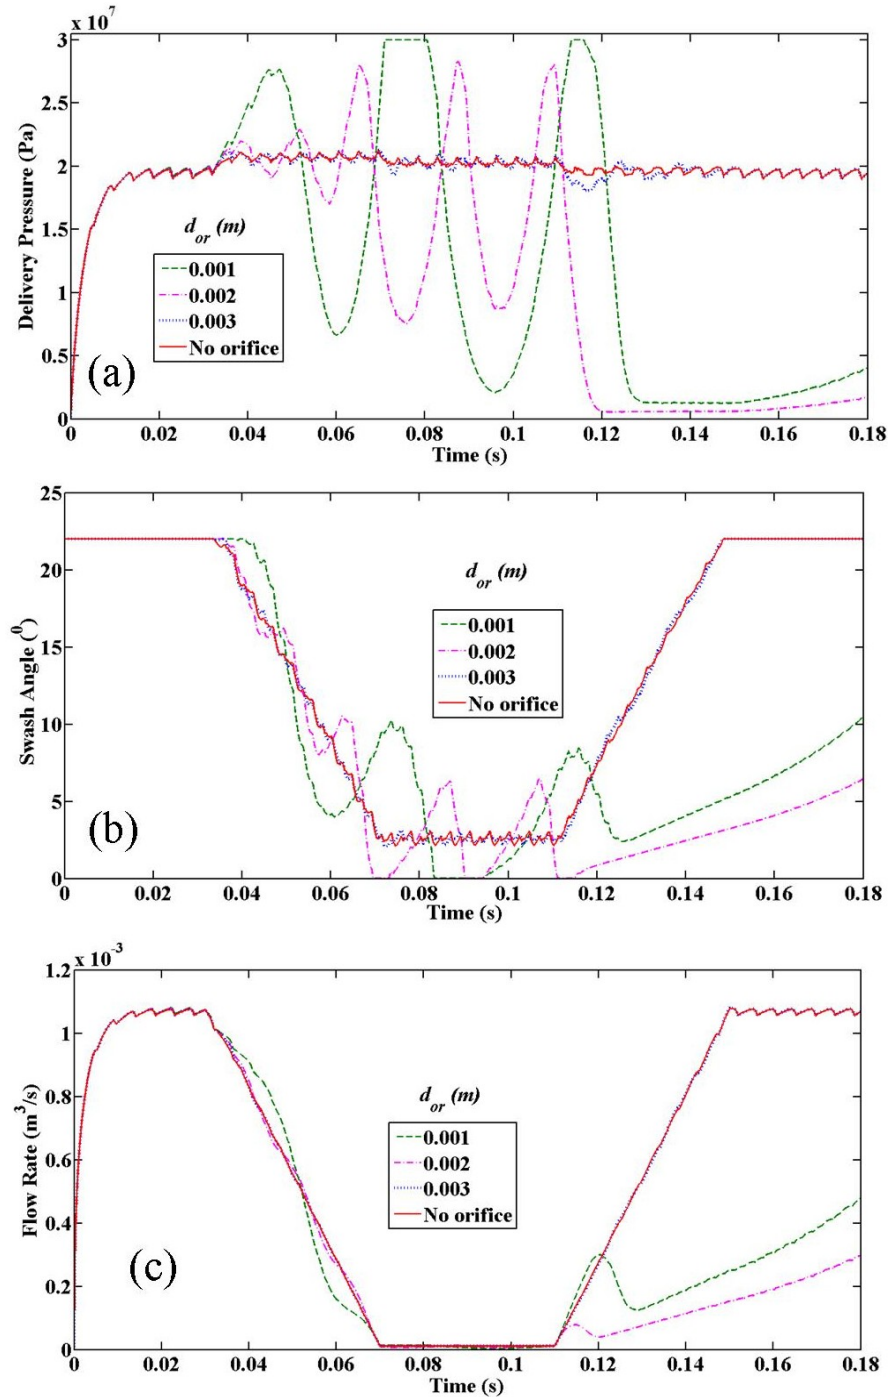 x 10^7
3
2.5
2
1.5
1
0.5
0
Delivery Pressure (Pa)
d_or (m)
0.001
0.002
0.003
No orifice
(a)
0 0.02 0.04 0.06 0.08 0.1 0.12 0.14 0.16 0.18
Time (s)
25
20
15
10
5
0
Swash Angle (^0)
d_or (m)
0.001
0.002
0.003
No orifice
(b)
0 0.02 0.04 0.06 0.08 0.1 0.12 0.14 0.16 0.18
Time (s)
x 10^-3
1.2
1
0.8
0.6
0.4
0.2
0
Flow Rate (m^3/s)
d_or (m)
0.001
0.002
0.003
No orifice
(c)
0 0.02 0.04 0.06 0.08 0.1 0.12 0.14 0.16 0.18
Time (s)